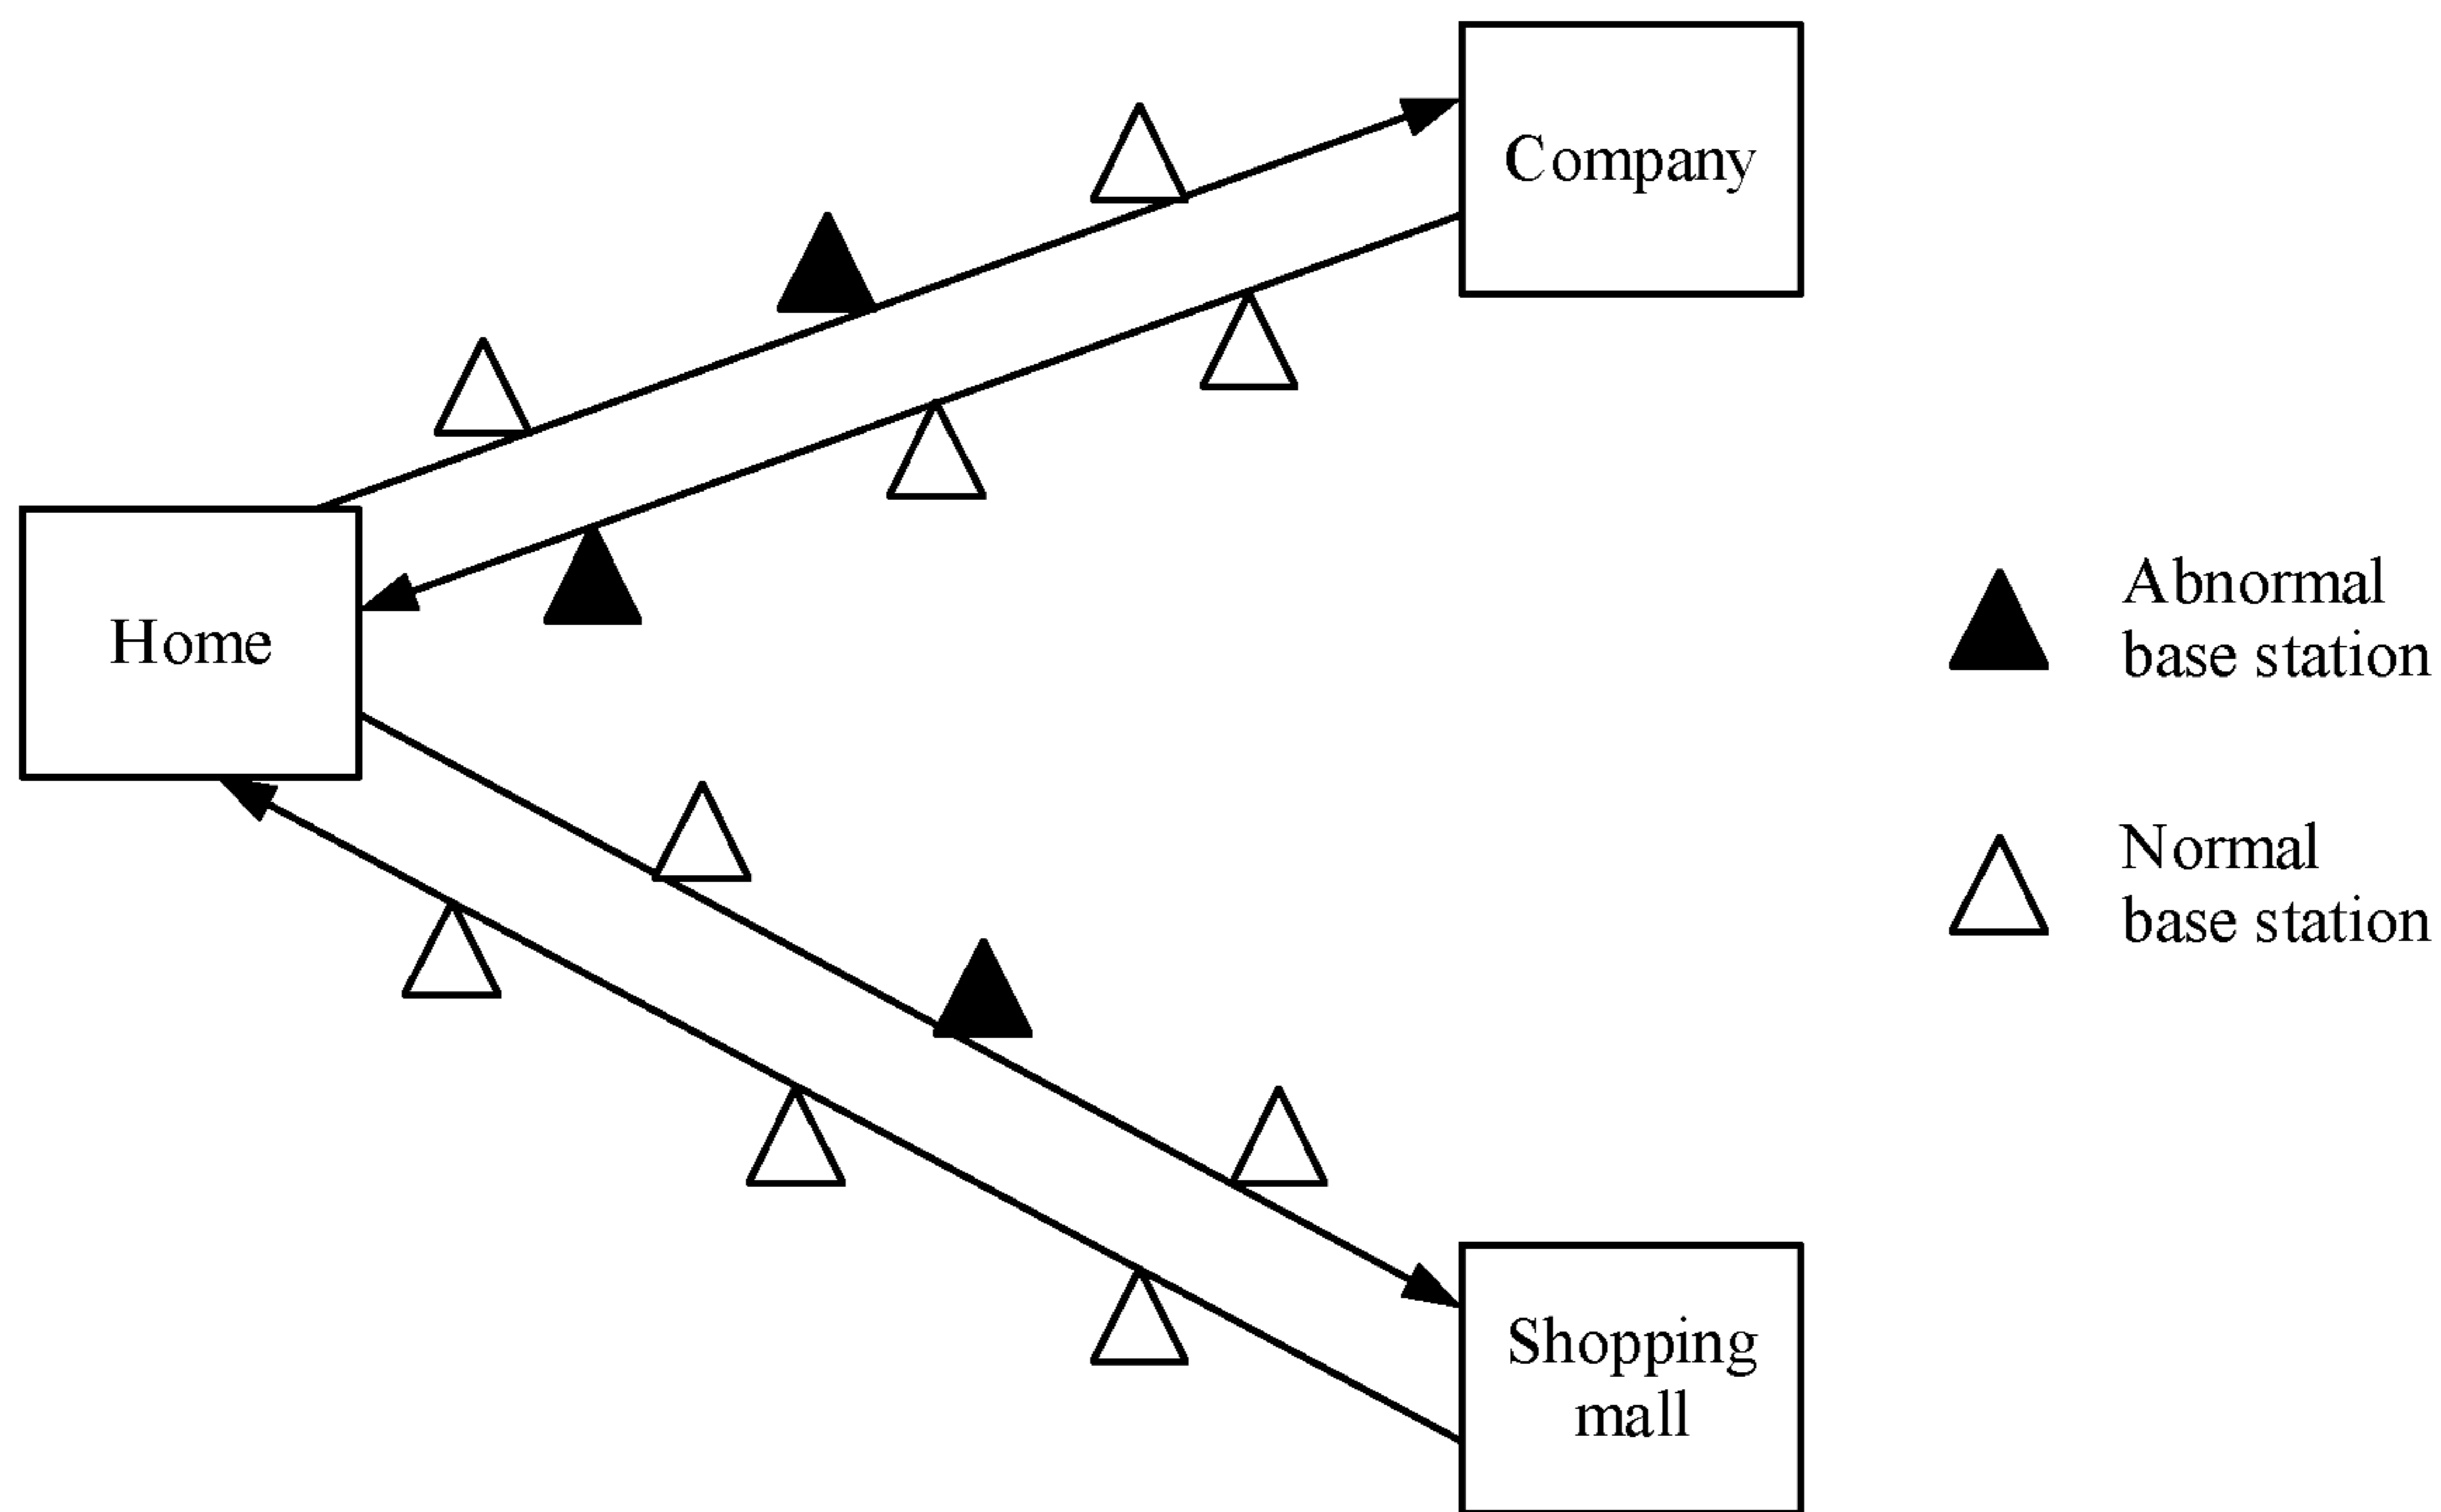 Company
Home
Abnormal
base station
Normal
base station
Shopping
mall